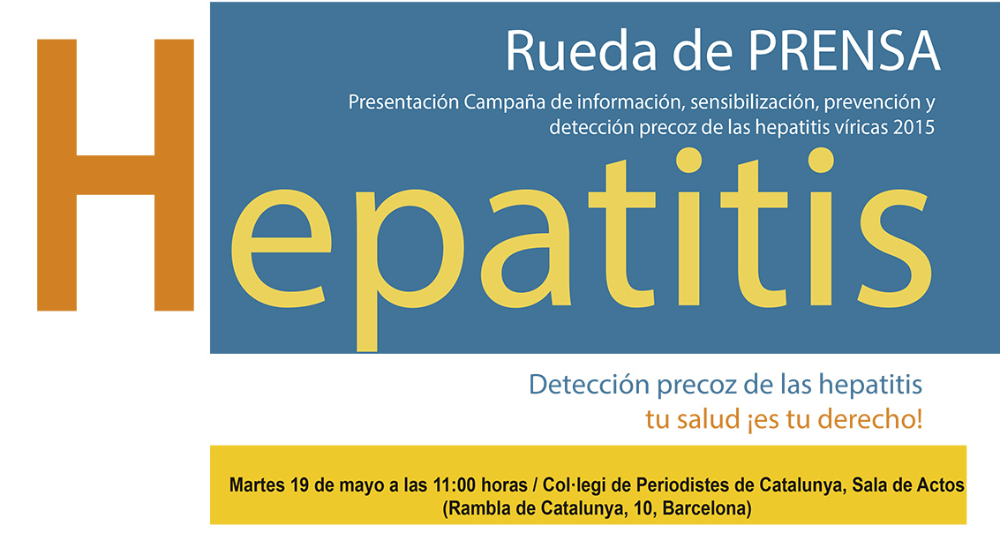 Rueda de PRENSA
Presentación Campaña de información, sensibilización, prevención y
detección precoz de las hepatitis víricas 2015
Hepatitis
Detección precoz de las hepatitis
tu salud ¡es tu derecho!
Martes 19 de mayo a las 11:00 horas / Col·legi de Periodistes de Catalunya, Sala de Actos
(Rambla de Catalunya, 10, Barcelona)